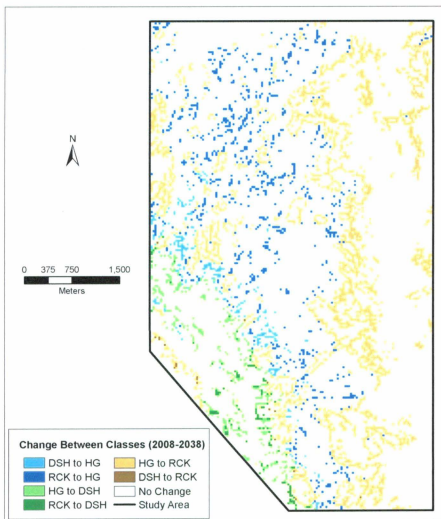 N
0 375 750 1,500
Meters
Change Between Classes (2008-2038)
DSH to HG HG to RCK
RCK to HG DSH to RCK
HG to DSH No Change
RCK to DSH Study Area